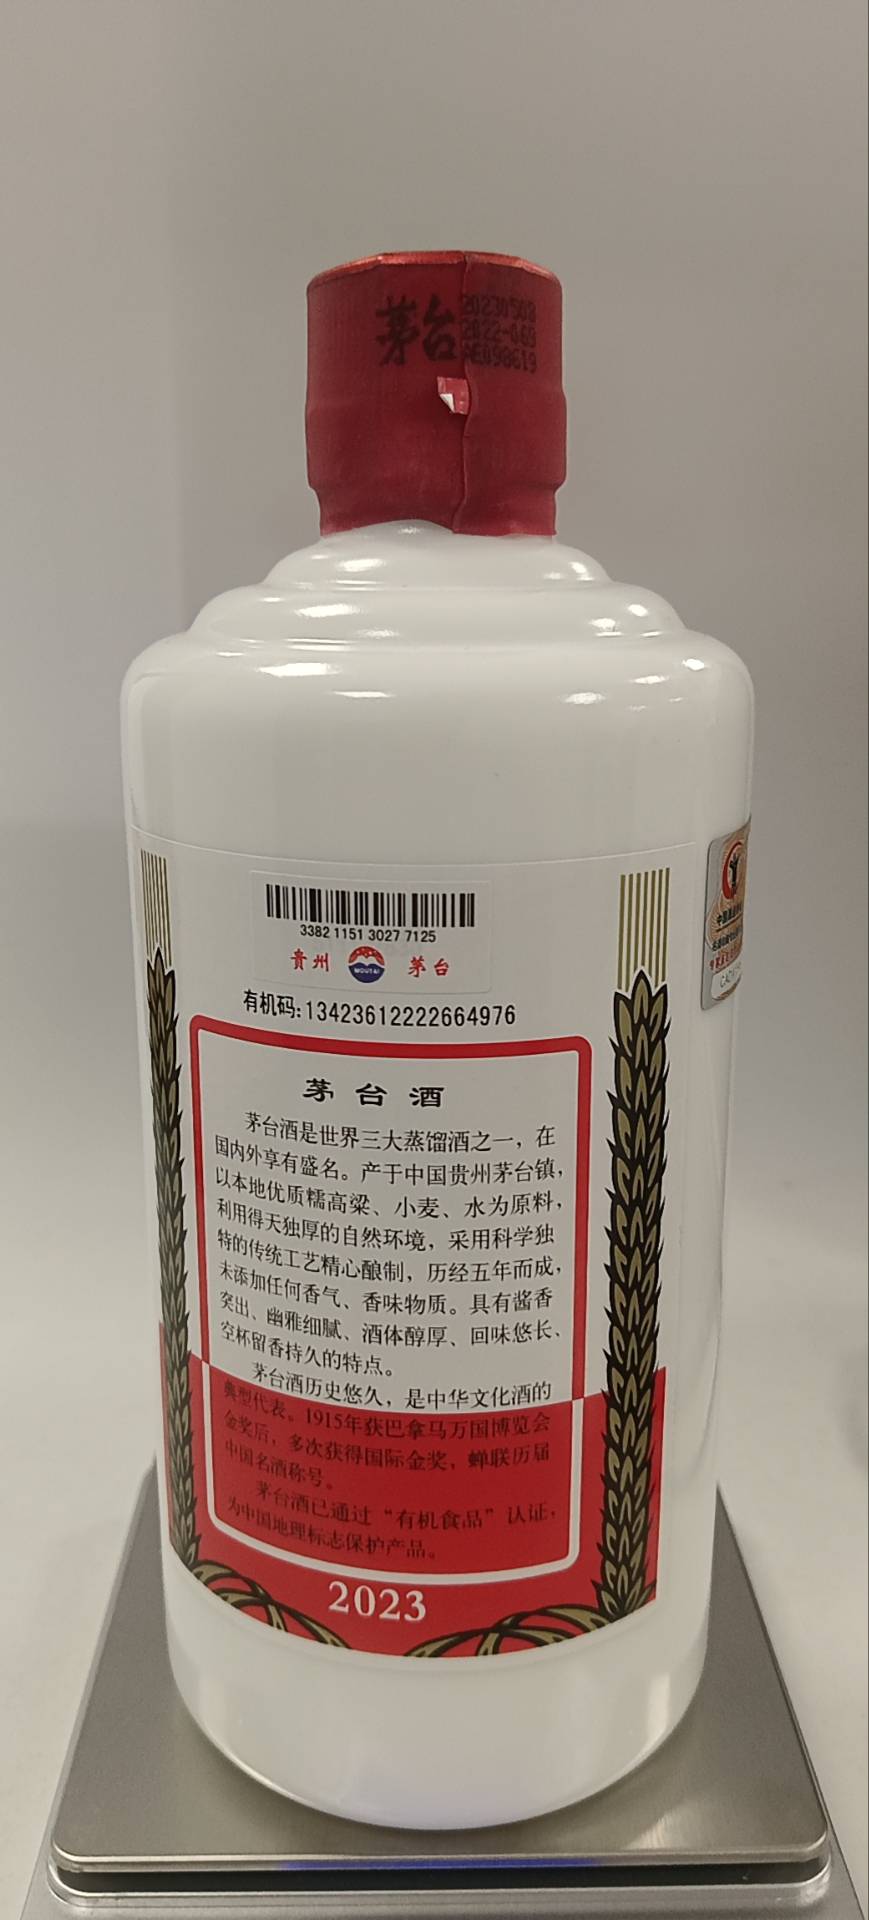 茅台
20230508
2022-069
AE098619
3382 1151 3027 7125
贵州 MOUTAI 茅台
有机码:13423612222664976
茅台酒
茅台酒是世界三大蒸馏酒之一，在
国内外享有盛名。产于中国贵州茅台镇，
以本地优质糯高粱、小麦、水为原料，
利用得天独厚的自然环境，采用科学独
特的传统工艺精心酿制，历经五年而成，
未添加任何香气、香味物质。具有酱香
突出、幽雅细腻、酒体醇厚、回味悠长、
空杯留香持久的特点。
茅台酒历史悠久，是中华文化酒的
典型代表。1915年获巴拿马万国博览会
金奖后，多次获得国际金奖，蝉联历届
中国名酒称号。
茅台酒已通过“有机食品”认证，
为中国地理标志保护产品。
2023